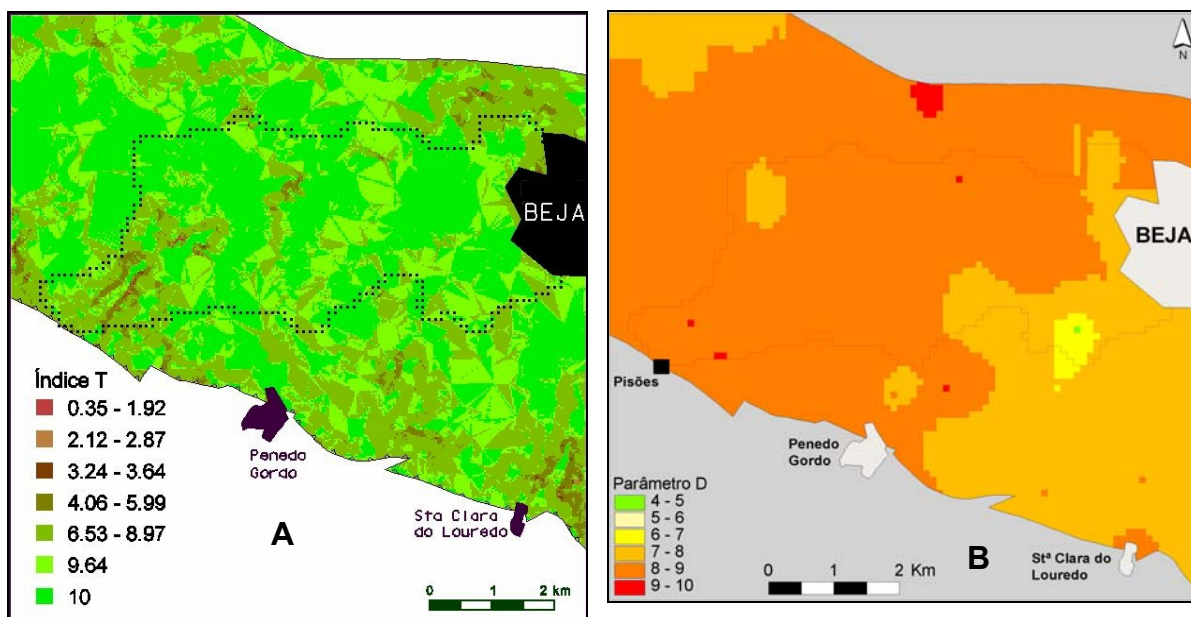 BEJA
Índice T
0.35 - 1.92
2.12 - 2.87
3.24 - 3.64
4.06 - 5.99
6.53 - 8.97
9.64
10
Penedo
Gordo
Sta Clara
do Louredo
A
0 1 2 km
N
BEJA
Pisões
Penedo
Gordo
Parâmetro D
4 - 5
5 - 6
6 - 7
7 - 8
8 - 9
9 - 10
0 1 2 Km
B
Stª Clara do
Louredo